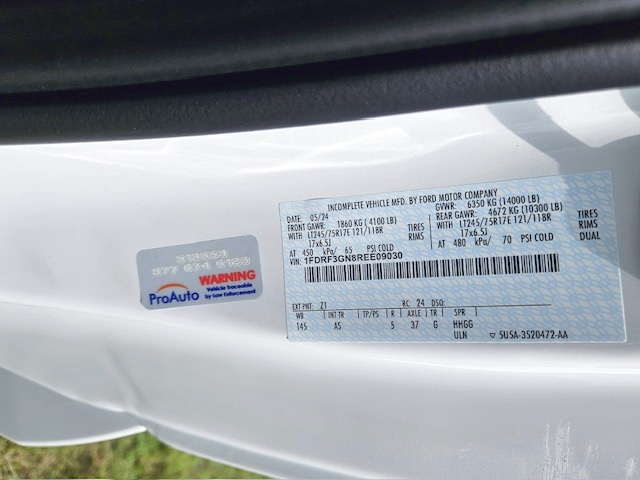 INCOMPLETE VEHICLE MFD. BY FORD MOTOR COMPANY
DATE: 05/24 GVWR: 6350 KG (14000 LB)
FRONT GAWR: 1860 KG ( 4100 LB) REAR GAWR: 4672 KG (10300 LB)
WITH LT245/75R17E 121/118R TIRES WITH LT245/75R17E 121/118R TIRES
17x6.5J RIMS 17x6.5J RIMS
AT 450 kPa/ 65 PSI COLD AT 480 kPa/ 70 PSI COLD DUAL
VIN: 1FDRF3GN8REE09030
EXT PNT: Z1 RC: 24 DSO:
WB INT TR TP/PS R AXLE TR SPR
145 AS 5 37 G HHGG
ULN 5U5A-3520472-AA
WARNING
ProAuto
Vehicle traceable
by Law Enforcement